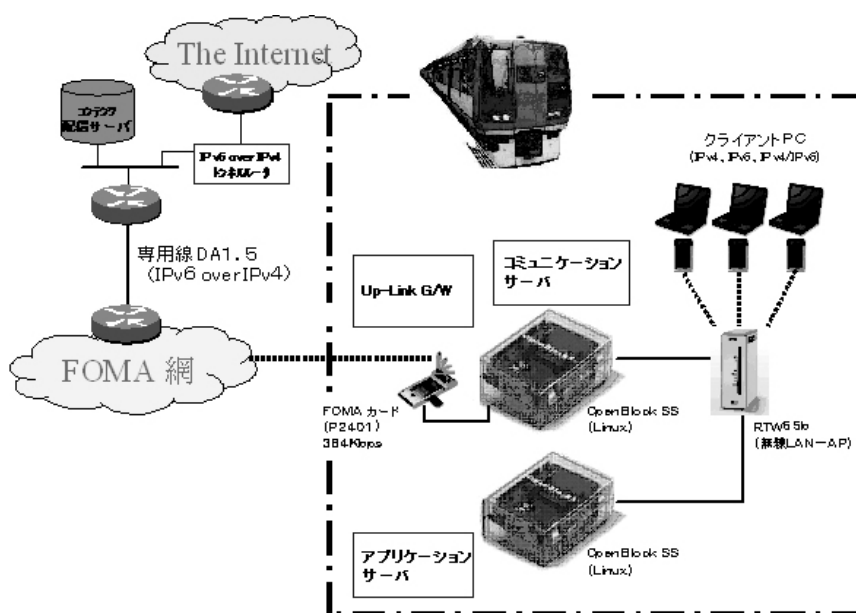 The Internet
コンテンツ
配信サーバ
IPv6 over IPv4
トンネルルータ
専用線DA1.5
(IPv6 overIPv4)
FOMA 網
クライアントPC
(IPv4、IPv6、IPv4/IPv6)
Up-Link G/W
コミュニケーション
サーバ
FOMA カード
(P2401)
384Kbps
OpenBlock SS
(Linux)
RTW65b
(無線LAN-AP)
アプリケーション
サーバ
OpenBlock SS
(Linux)